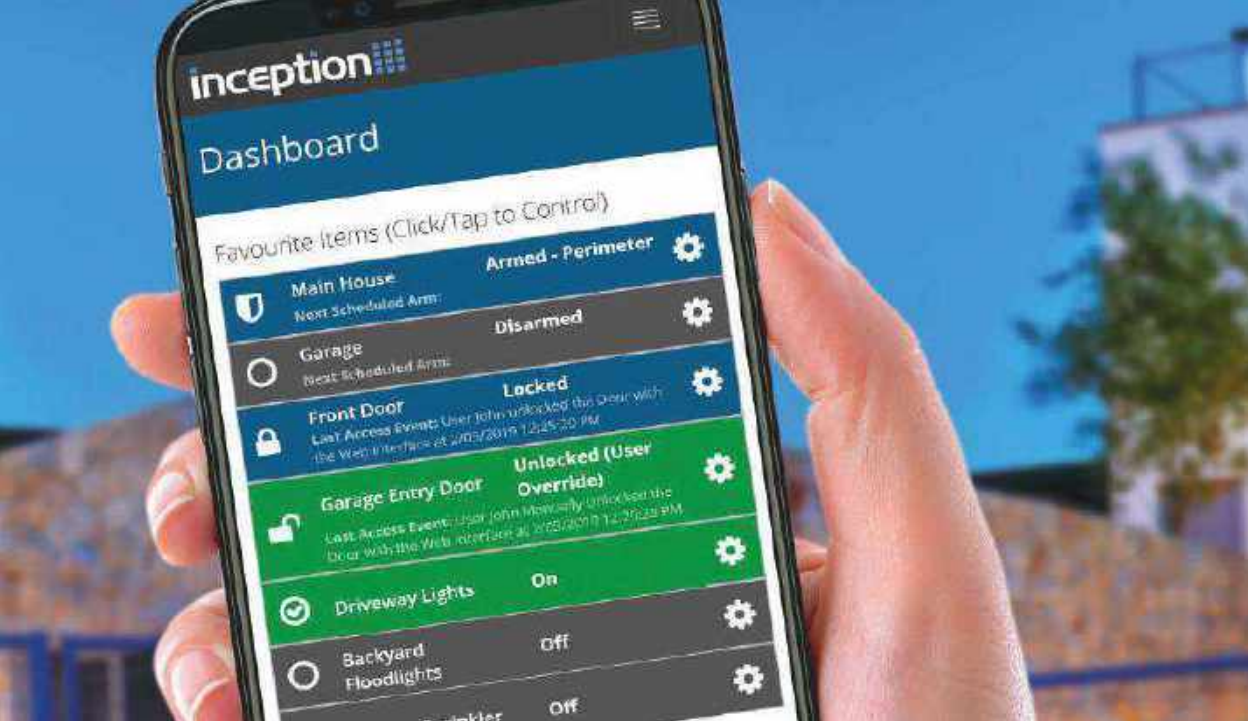 inception
Dashboard
Favourite Items (Click/Tap to Control)
Main House Armed - Perimeter
Next Scheduled Arm:
Garage Disarmed
Next Scheduled Arm:
Front Door Locked
Last Access Event: User John unlocked the Door with
the Web Interface at 2/05/2019 12:25:20 PM
Garage Entry Door Unlocked (User
Override)
Last Access Event: User John Manually Unlocked the
Door with the Web Interface at 2/05/2019 PM
Driveway Lights On
Backyard Off
Floodlights
Off